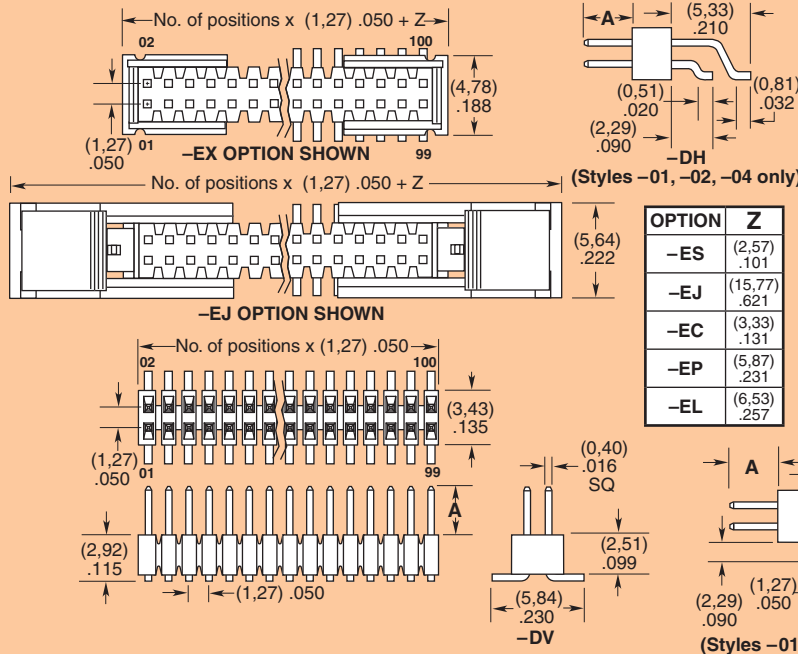 No. of positions x (1,27) .050 + Z
02
100
(4,78)
.188
(1,27)
.050
01
99
–EX OPTION SHOWN
A
(5,33)
.210
(0,51)
.020
(0,81)
.032
(2,29)
.090
–DH
(Styles –01, –02, –04 only)
No. of positions x (1,27) .050 + Z
(5,64)
.222
–EJ OPTION SHOWN
OPTION Z
–ES (2,57) .101
–EJ (15,77) .621
–EC (3,33) .131
–EP (5,87) .231
–EL (6,53) .257
No. of positions x (1,27) .050
02
100
(3,43)
.135
(1,27)
.050
01
99
A
(2,92)
.115
(1,27) .050
(0,40)
.016
SQ
(2,51)
.099
(5,84)
.230
–DV
A
(2,29)
.090
(1,27)
.050
(Styles –01